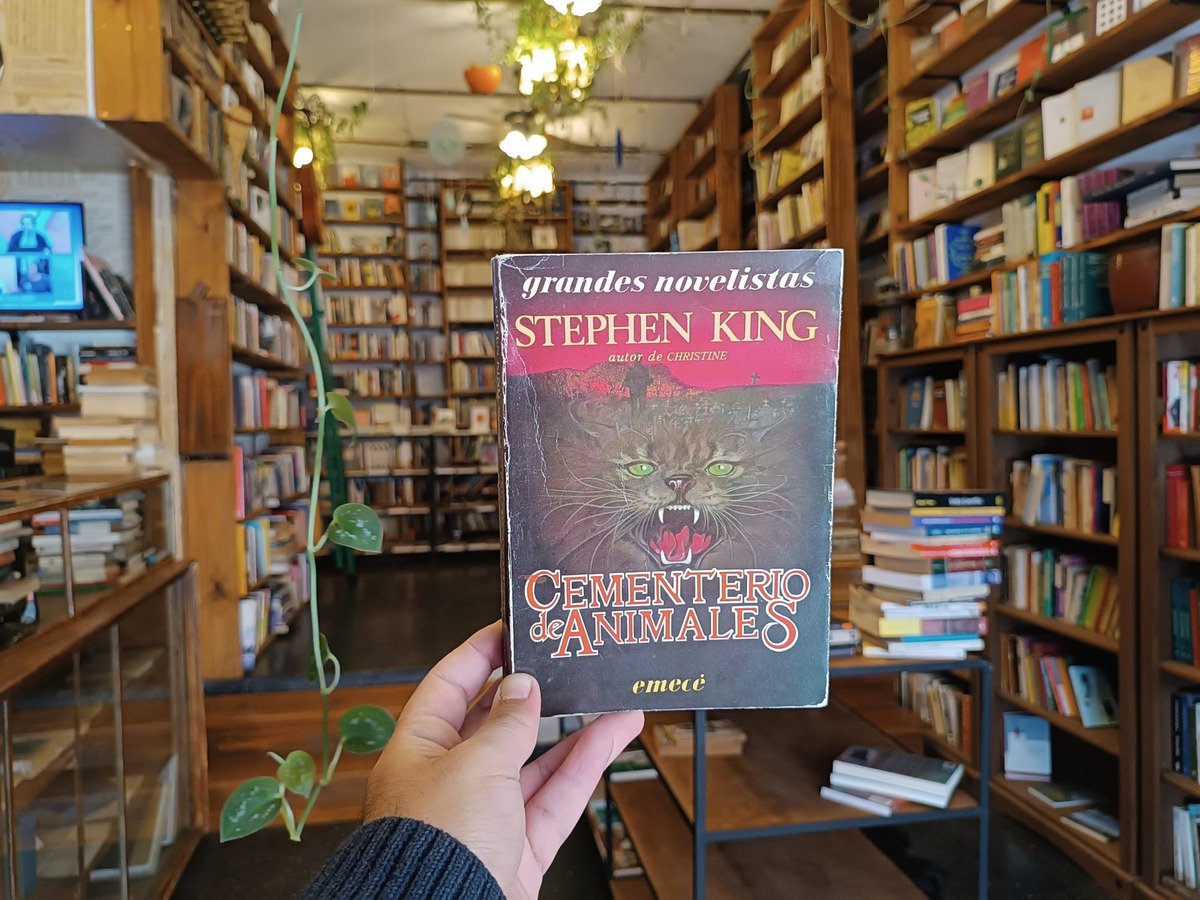 grandes novelistas
STEPHEN KING
autor de CHRISTINE
CEMENTERIO
de ANIMALES
emecé